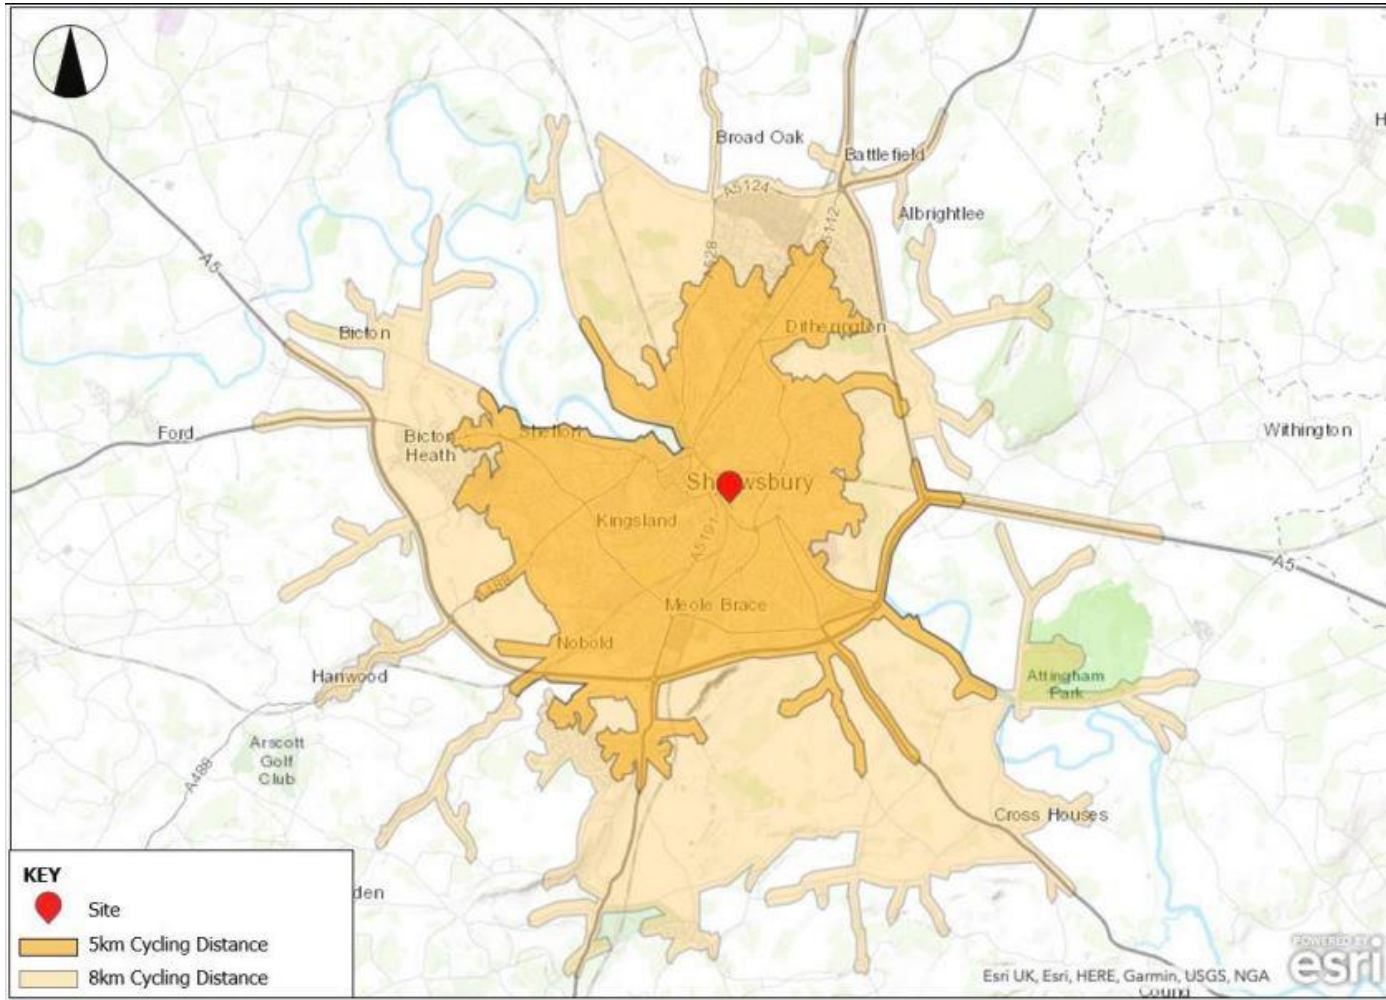 Broad Oak
Battlefield
A5124
Albrightlee
A5112
A528
A5
Bicton
Ditherington
Ford
Bicton
Heath
Shelton
Withington
Shrewsbury
Kingsland
A5191
A5
A488
Meole Brace
Nobold
Hanwood
Attingham
Park
Arscott
Golf
Club
A488
Cross Houses
den
KEY
Site
5km Cycling Distance
8km Cycling Distance
POWERED BY
esri
Esri UK, Esri, HERE, Garmin, USGS, NGA
Cound
H